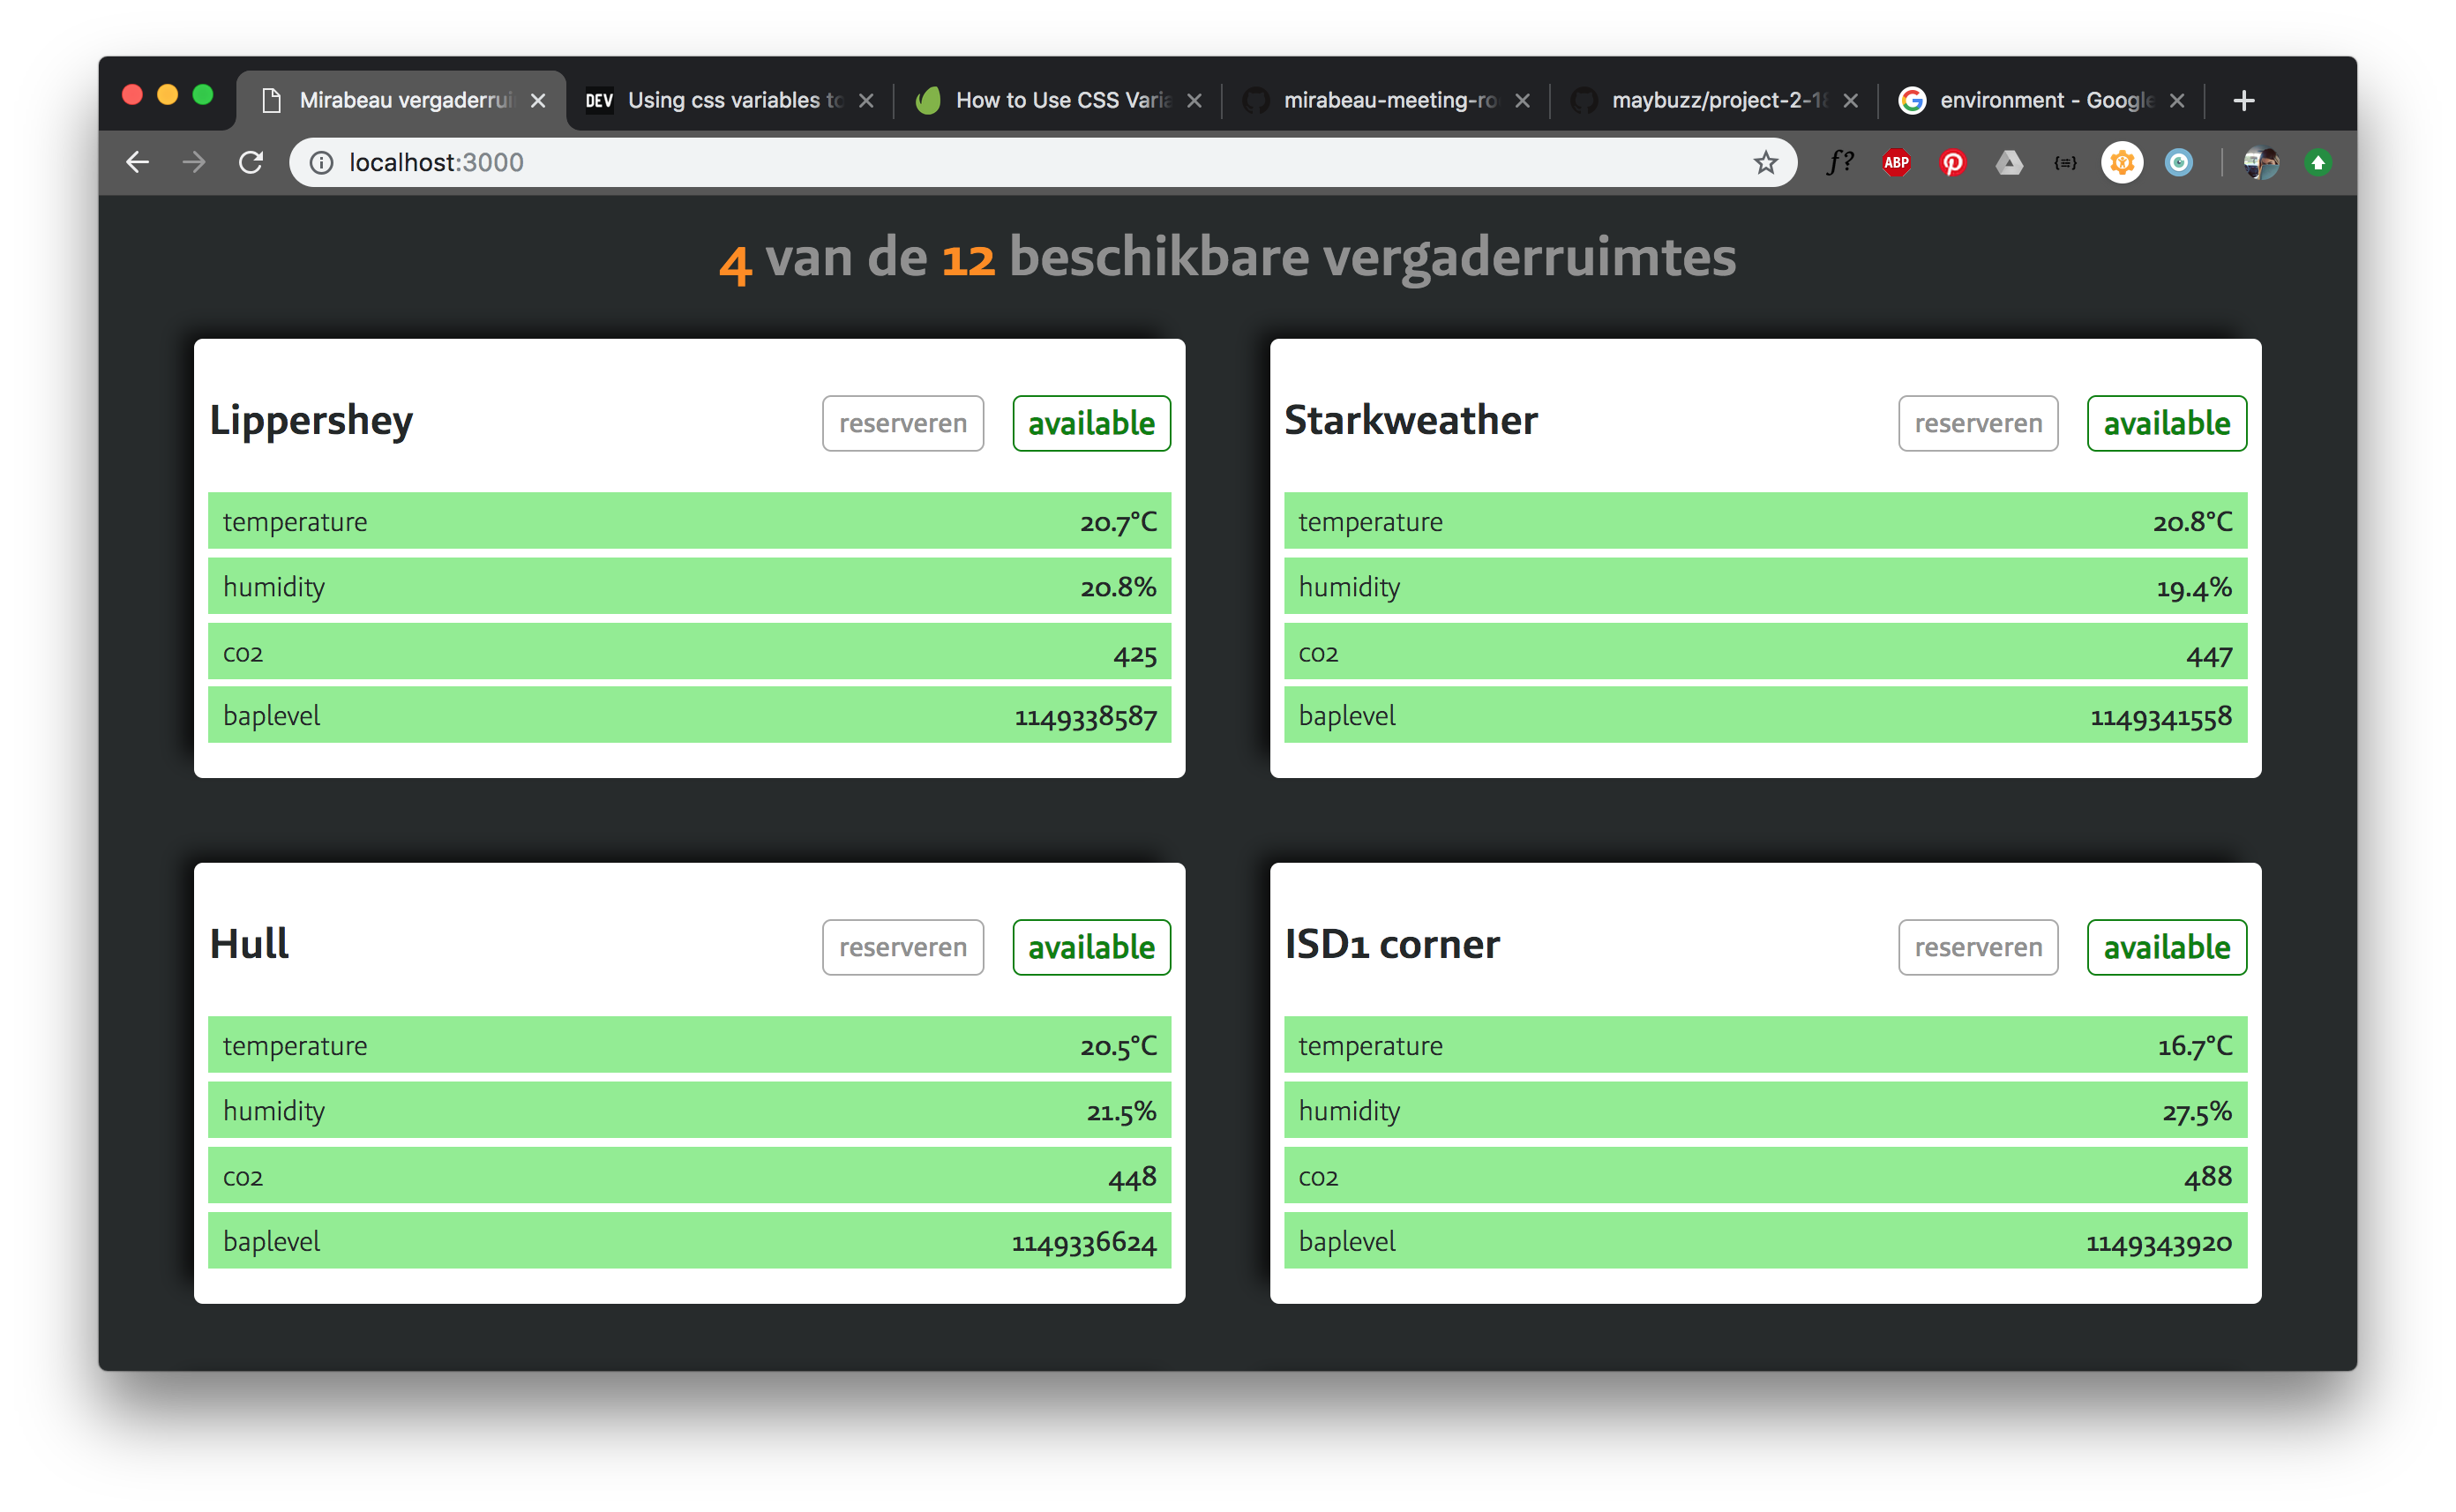 Mirabeau vergaderrui
DEV Using css variables to
How to Use CSS Varia
mirabeau-meeting-ro
maybuzz/project-2-18
environment - Google
localhost:3000
f? ABP {≡}
4 van de 12 beschikbare vergaderruimtes
Lippershey reserveren available
temperature 20.7°C
humidity 20.8%
co2 425
baplevel 1149338587
Starkweather reserveren available
temperature 20.8°C
humidity 19.4%
co2 447
baplevel 1149341558
Hull reserveren available
temperature 20.5°C
humidity 21.5%
co2 448
baplevel 1149336624
ISD1 corner reserveren available
temperature 16.7°C
humidity 27.5%
co2 488
baplevel 1149343920